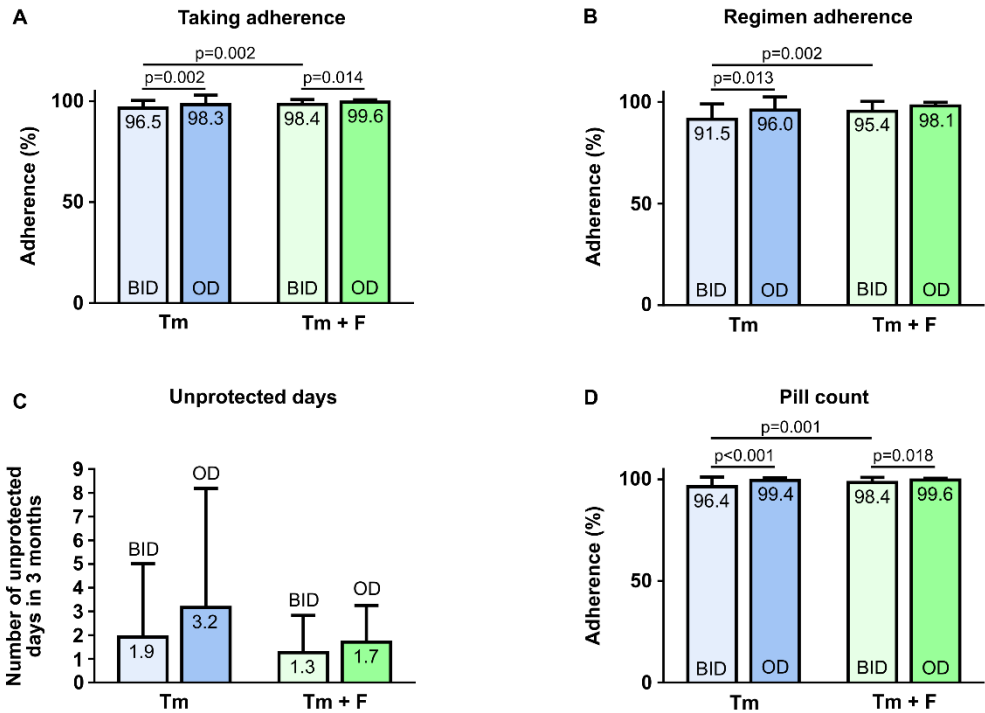 A
Taking adherence
p=0.002
p=0.002
p=0.014
Adherence (%)
100
50
0
96.5
98.3
98.4
99.6
BID
OD
BID
OD
Tm
Tm + F
B
Regimen adherence
p=0.002
p=0.013
Adherence (%)
100
50
0
91.5
96.0
95.4
98.1
BID
OD
BID
OD
Tm
Tm + F
C
Unprotected days
Number of unprotected
days in 3 months
9
8
7
6
5
4
3
2
1
0
BID
OD
BID
OD
1.9
3.2
1.3
1.7
Tm
Tm + F
D
Pill count
p=0.001
p<0.001
p=0.018
Adherence (%)
100
50
0
96.4
99.4
98.4
99.6
BID
OD
BID
OD
Tm
Tm + F